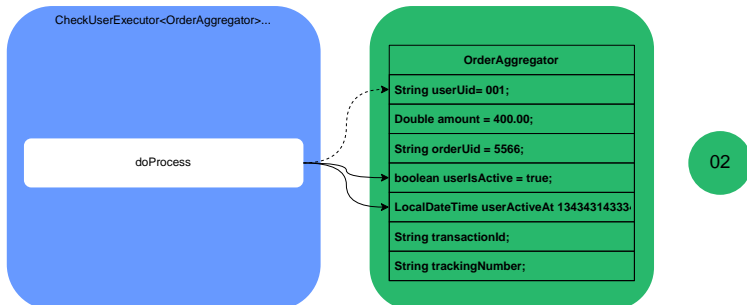 CheckUserExecutor<OrderAggregator>...
doProcess
OrderAggregator
String userUid= 001;
Double amount = 400.00;
String orderUid = 5566;
boolean userIsActive = true;
LocalDateTime userActiveAt 1343431433
String transactionId;
String trackingNumber;
02